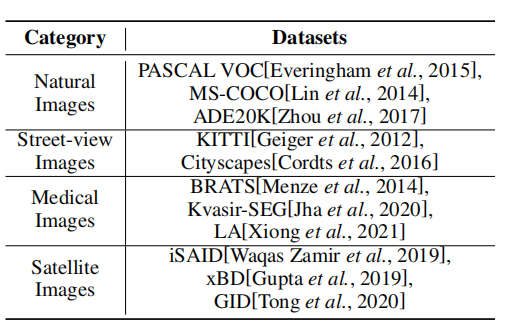 Category Datasets
Natural Images PASCAL VOC[Everingham et al., 2015],
MS-COCO[Lin et al., 2014],
ADE20K[Zhou et al., 2017]
Street-view Images KITTI[Geiger et al., 2012],
Cityscapes[Cordts et al., 2016]
Medical Images BRATS[Menze et al., 2014],
Kvasir-SEG[Jha et al., 2020],
LA[Xiong et al., 2021]
Satellite Images iSAID[Waqas Zamir et al., 2019],
xBD[Gupta et al., 2019],
GID[Tong et al., 2020]